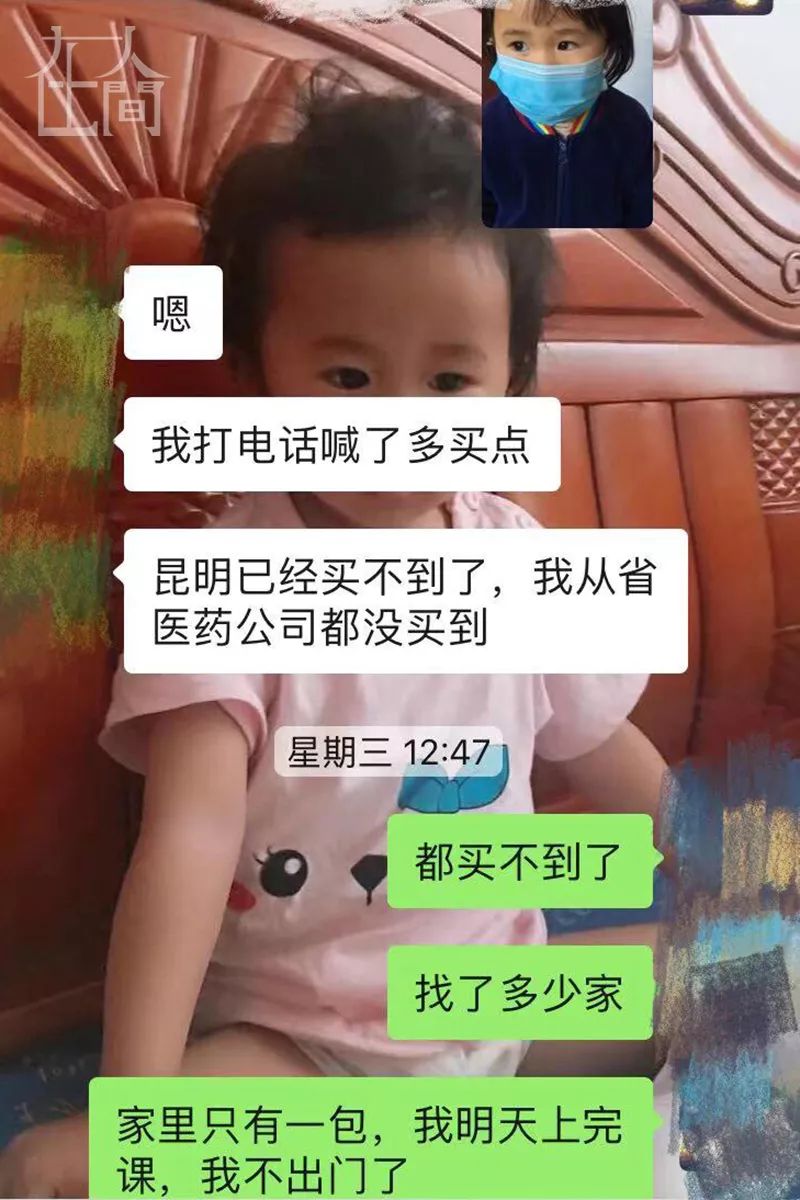 在人间
嗯
我打电话喊了多买点
昆明已经买不到了，我从省
医药公司都没买到
星期三 12:47
都买不到了
找了多少家
家里只有一包，我明天上完
课，我不出门了